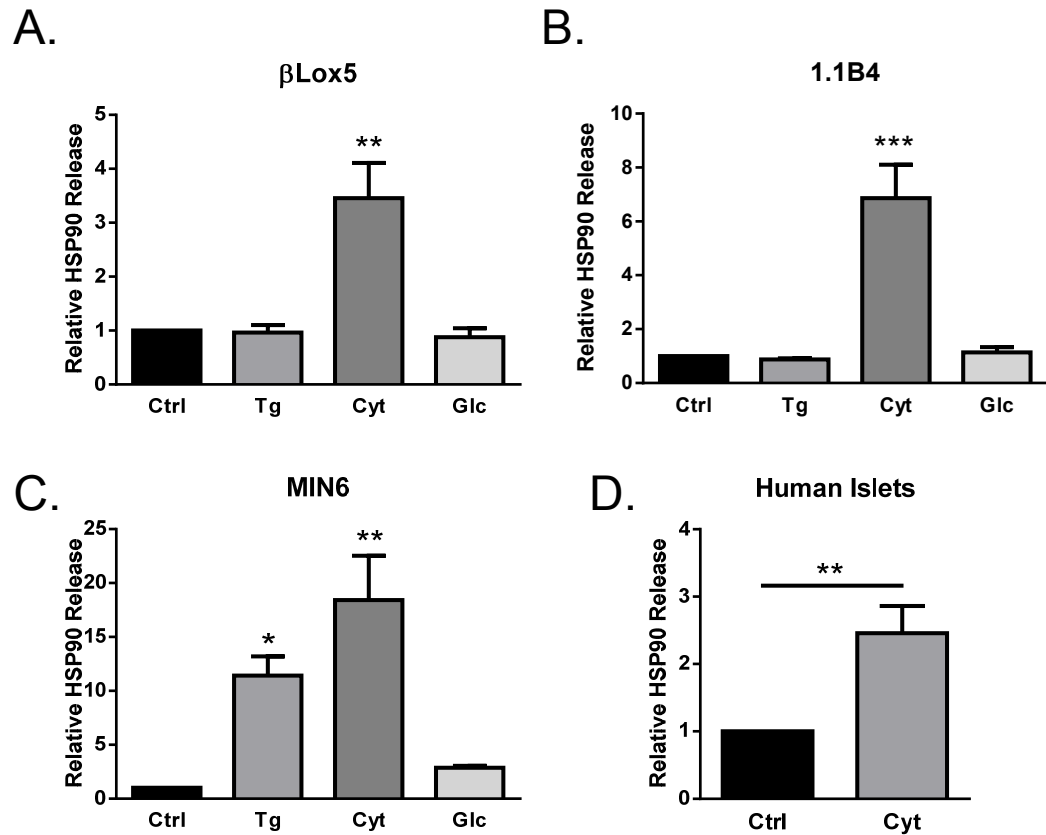 A.
βLox5
Relative HSP90 Release
5
4
3
2
1
0
**
Ctrl Tg Cyt Glc
B.
1.1B4
Relative HSP90 Release
10
8
6
4
2
0
***
Ctrl Tg Cyt Glc
C.
MIN6
Relative HSP90 Release
25
20
15
10
5
0
*
**
Ctrl Tg Cyt Glc
D.
Human Islets
Relative HSP90 Release
4
3
2
1
0
**
Ctrl Cyt